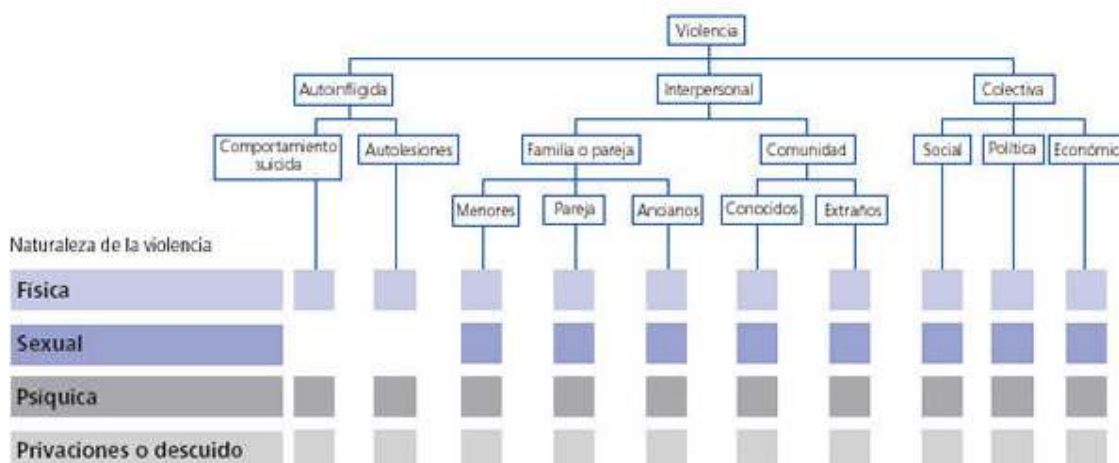 Violencia
Autoinfligida
Interpersonal
Colectiva
Comportamiento
suicida
Autolesiones
Familia o pareja
Comunidad
Social
Política
Económic
Menores
Pareja
Ancianos
Conocidos
Extraños
Naturaleza de la violencia
Física
Sexual
Psíquica
Privaciones o descuido